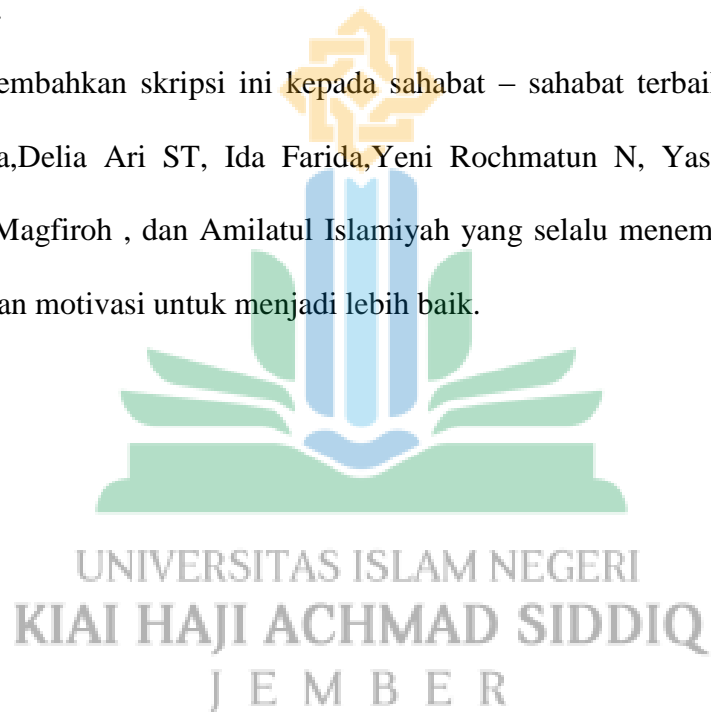 embahkan skripsi ini kepada sahabat – sahabat terbaik
a,Delia Ari ST, Ida Farida,Yeni Rochmatun N, Yas
Magfiroh , dan Amilatul Islamiyah yang selalu menem
an motivasi untuk menjadi lebih baik.
UNIVERSITAS ISLAM NEGERI
KIAI HAJI ACHMAD SIDDIQ
J E M B E R